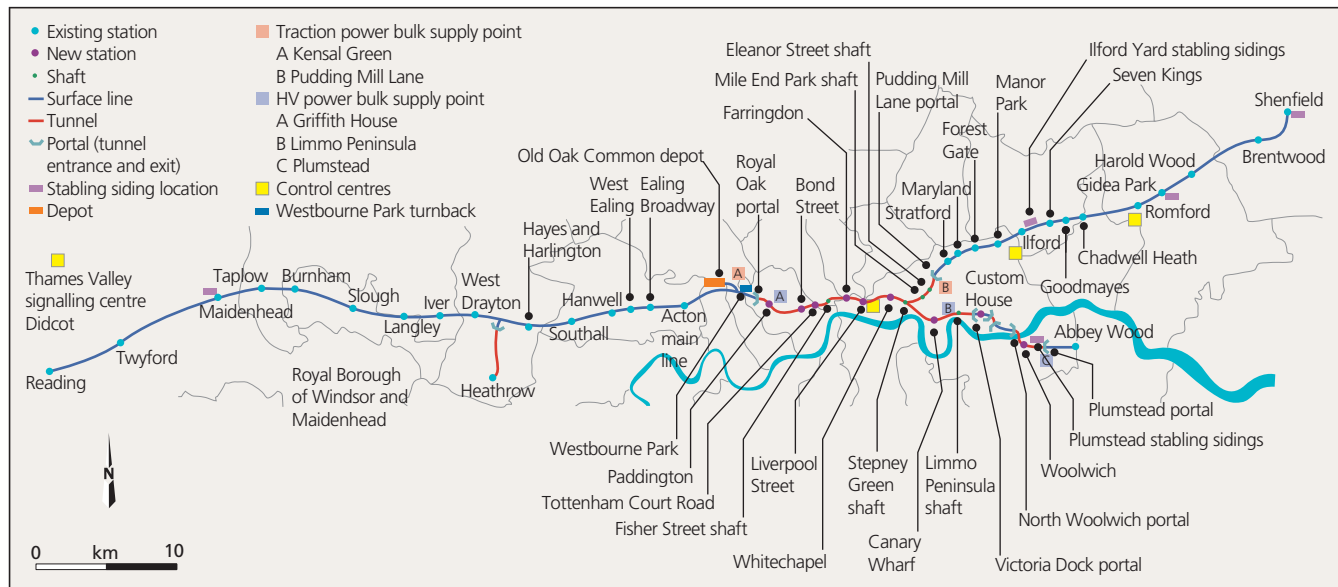 Existing station
New station
Shaft
Surface line
Tunnel
Portal (tunnel
entrance and exit)
Stabling siding location
Depot
Traction power bulk supply point
A Kensal Green
B Pudding Mill Lane
HV power bulk supply point
A Griffith House
B Limmo Peninsula
C Plumstead
Control centres
Westbourne Park turnback
Thames Valley
signalling centre
Didcot
Reading
Twyford
Maidenhead
Taplow
Burnham
Slough
Langley
Iver
West
Drayton
Heathrow
Royal Borough
of Windsor and
Maidenhead
Hayes and
Harlington
Southall
Hanwell
West
Ealing
Ealing
Broadway
Acton
main
line
Old Oak Common depot
A
Royal
Oak
portal
A
Bond
Street
Farringdon
Mile End Park shaft
Eleanor Street shaft
Pudding Mill
Lane portal
B
Stratford
Maryland
Forest
Gate
Manor
Park
Ilford
Ilford Yard stabling sidings
Seven Kings
Goodmayes
Chadwell Heath
Romford
Gidea Park
Harold Wood
Brentwood
Shenfield
B
Custom
House
Abbey Wood
C
Westbourne Park
Paddington
Tottenham Court Road
Fisher Street shaft
Liverpool
Street
Whitechapel
Stepney
Green
shaft
Canary
Wharf
Limmo
Peninsula
shaft
Victoria Dock portal
North Woolwich portal
Woolwich
Plumstead stabling sidings
Plumstead portal
N
0 km 10